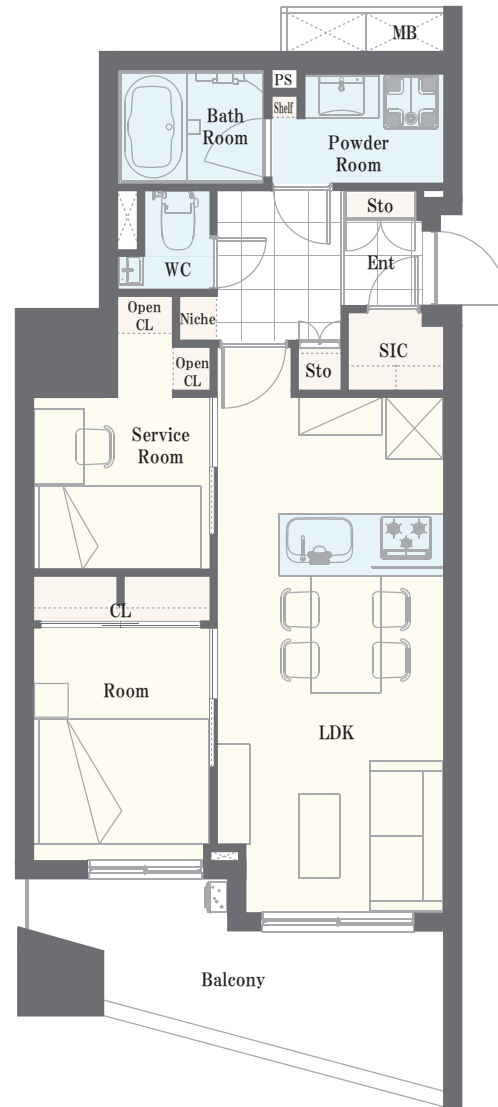 MB
PS
Shelf
Bath
Room
Powder
Room
Sto
WC
Ent
Open
CL
Niche
Open
CL
Sto
SIC
Service
Room
CL
Room
LDK
Balcony